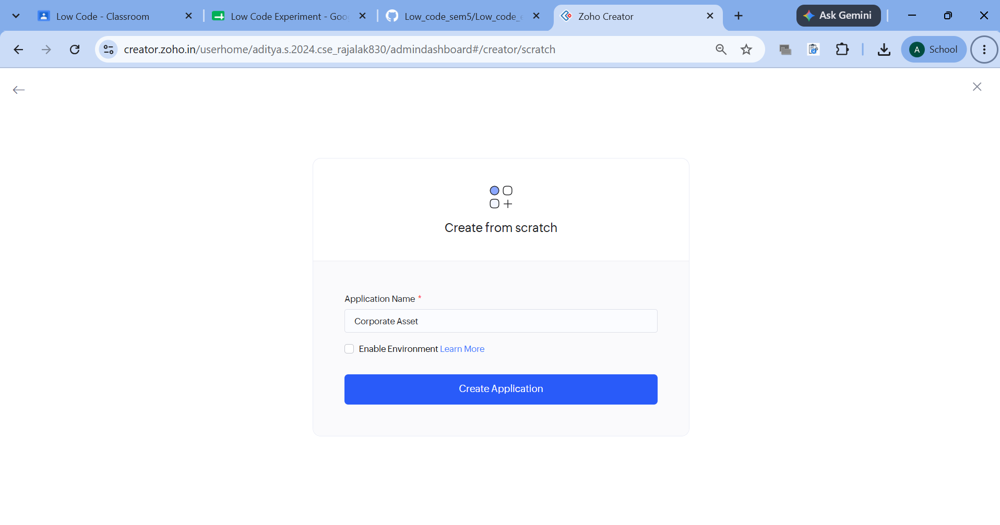 Low Code - Classroom
Low Code Experiment - Goo
Low_code_sem5/Low_code_e
Zoho Creator
Ask Gemini
creator.zoho.in/userhome/aditya.s.2024.cse_rajalak830/admindashboard#/creator/scratch
A School
Create from scratch
Application Name *
Corporate Asset
Enable Environment Learn More
Create Application